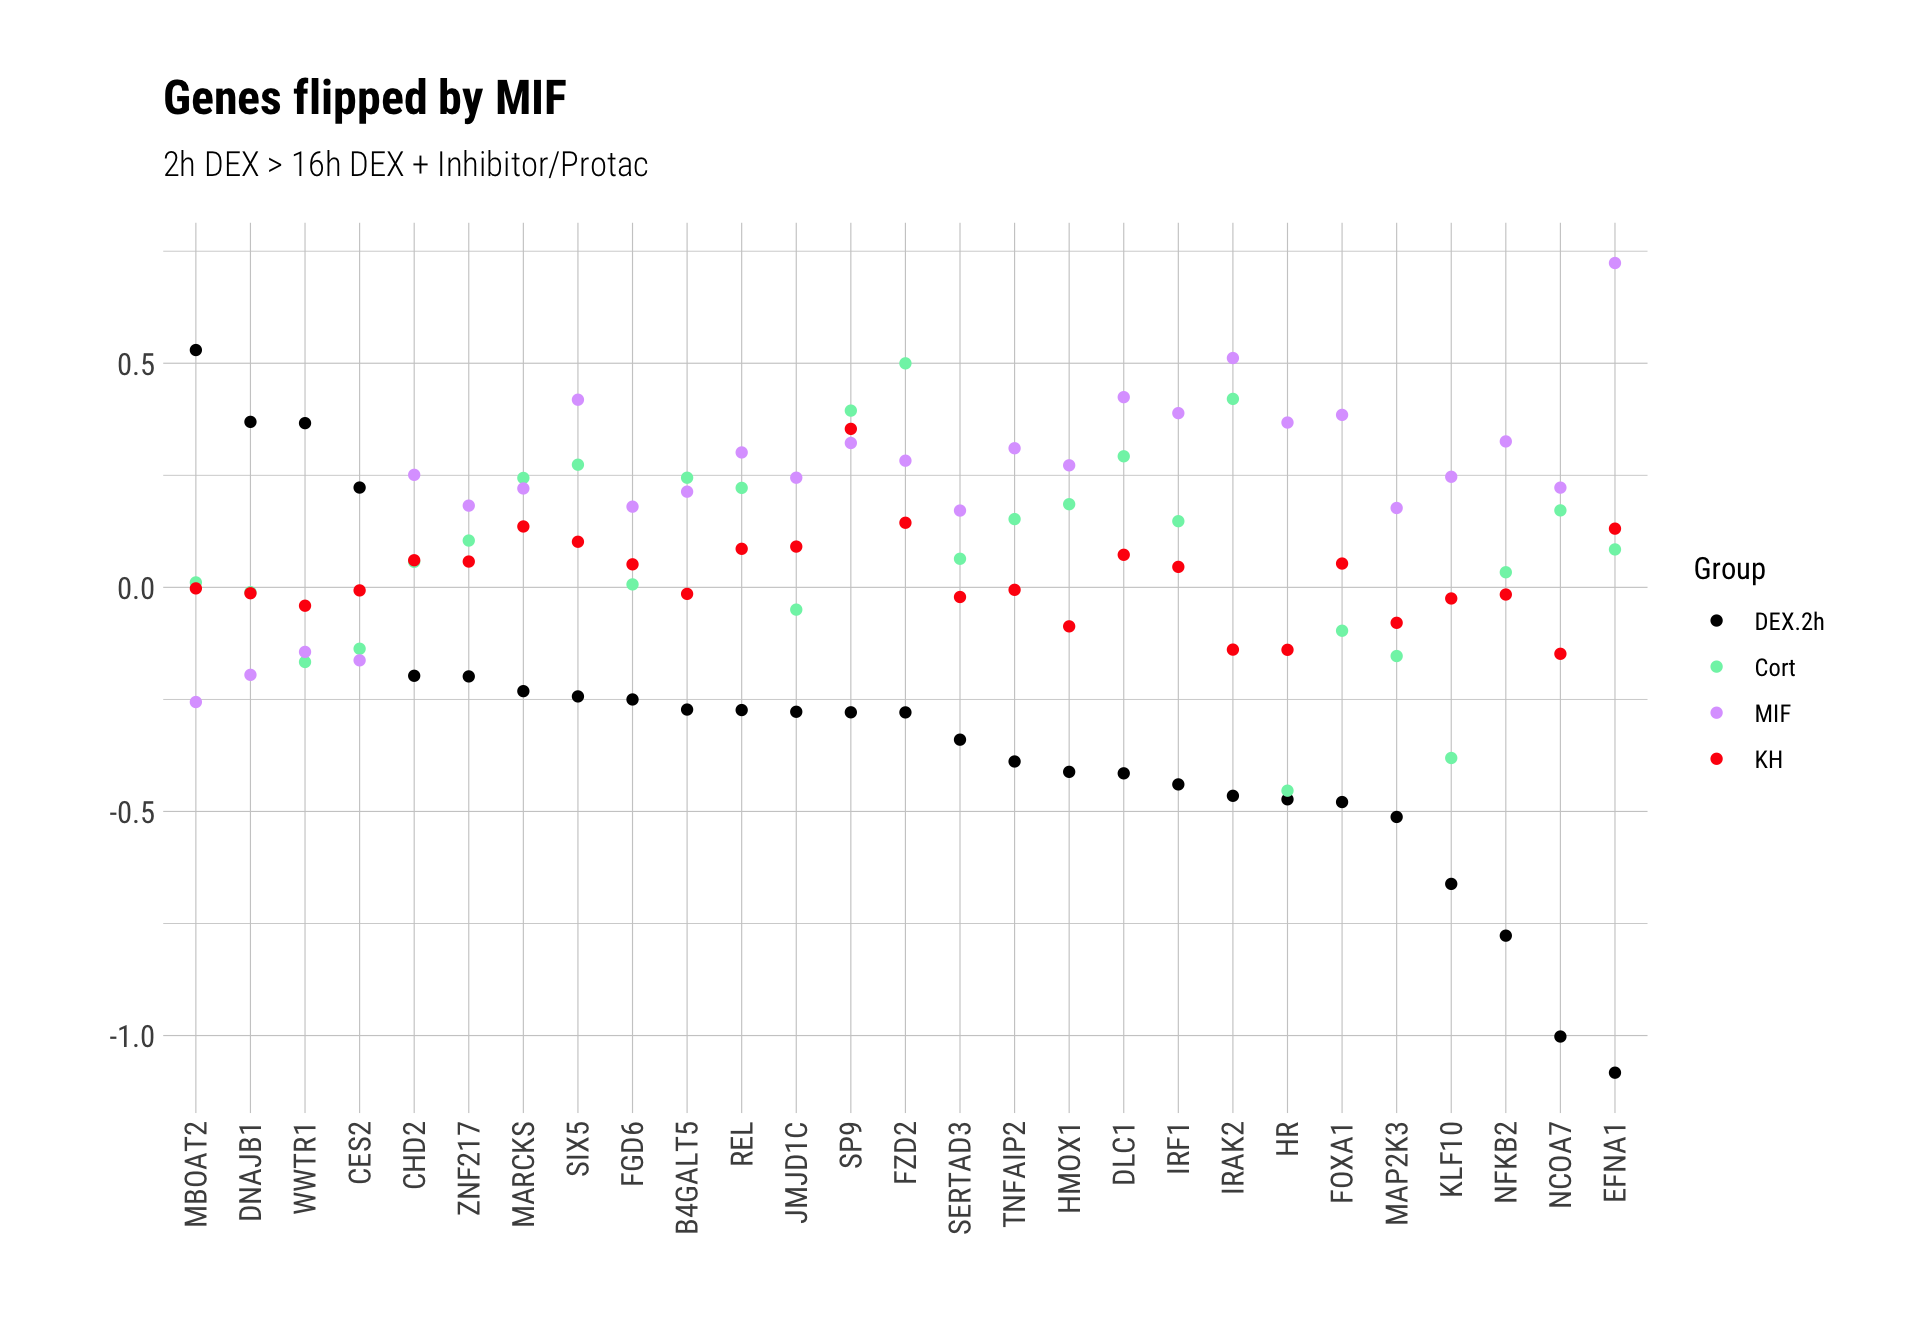 Genes flipped by MIF
2h DEX > 16h DEX + Inhibitor/Protac
0.5
0.0
-0.5
-1.0
MBOAT2
DNAJB1
WWTR1
CES2
CHD2
ZNF217
MARCKS
SIX5
FGD6
B4GALT5
REL
JMJD1C
SP9
FZD2
SERTAD3
TNFAIP2
HMOX1
DLC1
IRF1
IRAK2
HR
FOXA1
MAP2K3
KLF10
NFKB2
NCOA7
EFNA1
Group
DEX.2h
Cort
MIF
KH